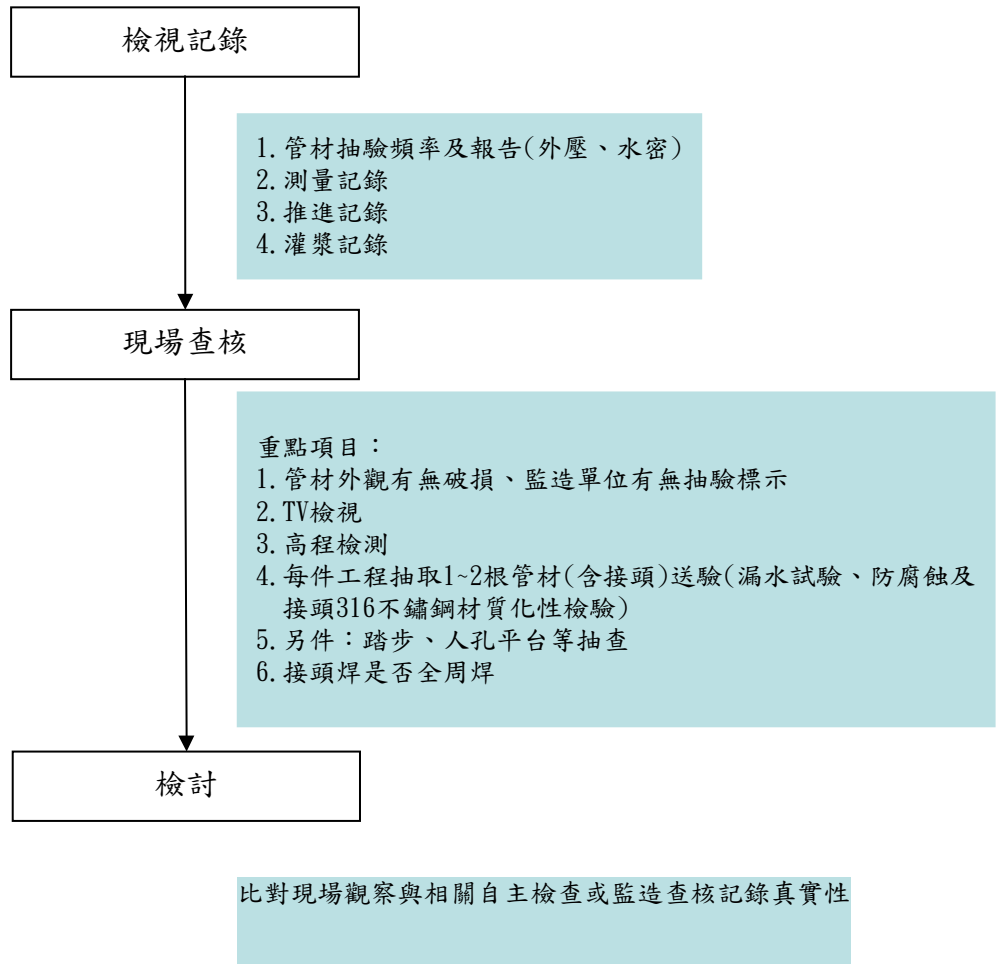 檢視記錄
1.管材抽驗頻率及報告(外壓、水密)
2.測量記錄
3.推進記錄
4.灌漿記錄
現場查核
重點項目：
1.管材外觀有無破損、監造單位有無抽驗標示
2.TV檢視
3.高程檢測
4.每件工程抽取1~2根管材(含接頭)送驗(漏水試驗、防腐蝕及
接頭316不鏽鋼材質化性檢驗)
5.另件：踏步、人孔平台等抽查
6.接頭焊是否全周焊
檢討
比對現場觀察與相關自主檢查或監造查核記錄真實性